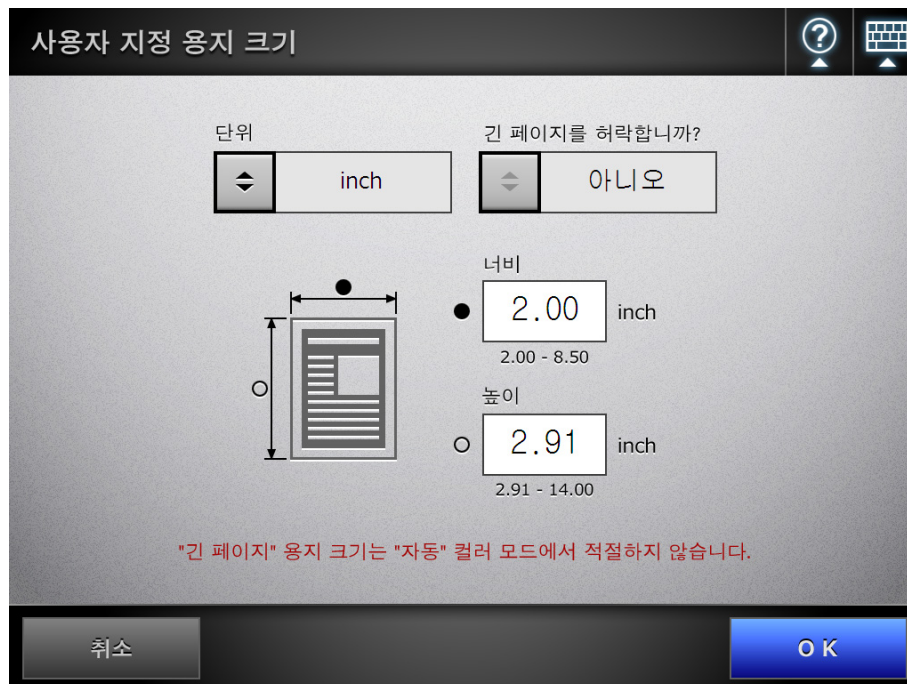 사용자 지정 용지 크기
단위
긴 페이지를 허락합니까?
inch
아니오
너비
2.00 inch
2.00 - 8.50
높이
2.91 inch
2.91 - 14.00
"긴 페이지" 용지 크기는 "자동" 컬러 모드에서 적절하지 않습니다.
취소
OK